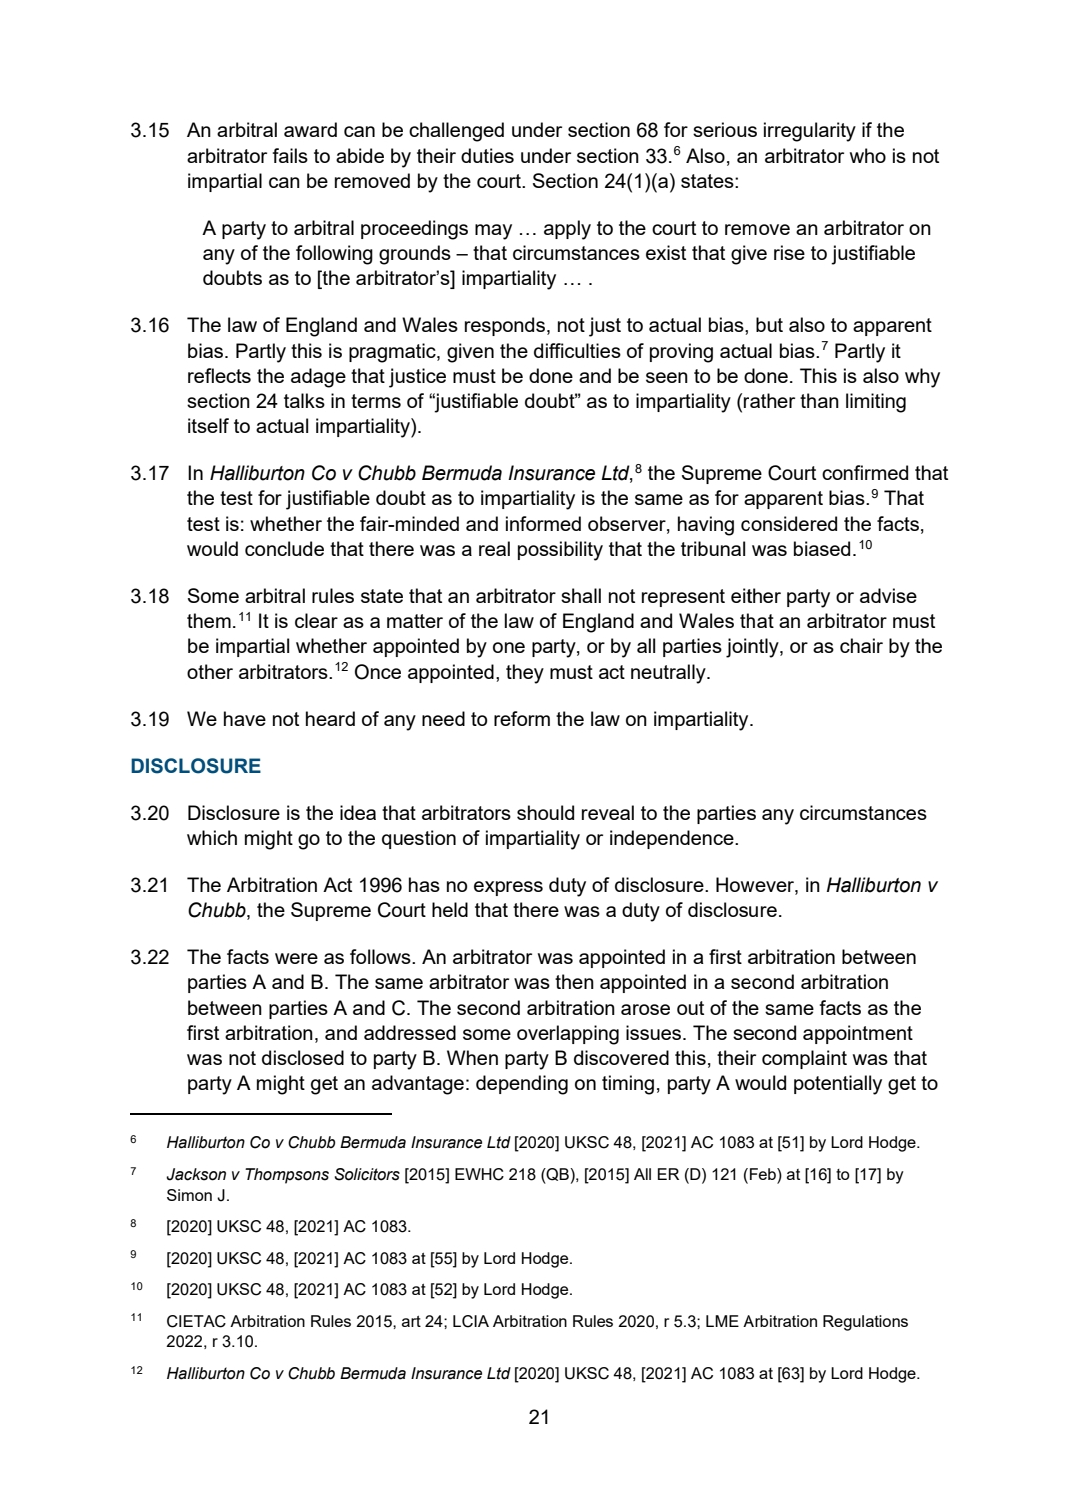 3.15 An arbitral award can be challenged under section 68 for serious irregularity if the
arbitrator fails to abide by their duties under section 33.6 Also, an arbitrator who is not
impartial can be removed by the court. Section 24(1)(a) states:
A party to arbitral proceedings may … apply to the court to remove an arbitrator on
any of the following grounds – that circumstances exist that give rise to justifiable
doubts as to [the arbitrator’s] impartiality … .
3.16 The law of England and Wales responds, not just to actual bias, but also to apparent
bias. Partly this is pragmatic, given the difficulties of proving actual bias.7 Partly it
reflects the adage that justice must be done and be seen to be done. This is also why
section 24 talks in terms of “justifiable doubt” as to impartiality (rather than limiting
itself to actual impartiality).
3.17 In Halliburton Co v Chubb Bermuda Insurance Ltd,8 the Supreme Court confirmed that
the test for justifiable doubt as to impartiality is the same as for apparent bias.9 That
test is: whether the fair-minded and informed observer, having considered the facts,
would conclude that there was a real possibility that the tribunal was biased.10
3.18 Some arbitral rules state that an arbitrator shall not represent either party or advise
them.11 It is clear as a matter of the law of England and Wales that an arbitrator must
be impartial whether appointed by one party, or by all parties jointly, or as chair by the
other arbitrators.12 Once appointed, they must act neutrally.
3.19 We have not heard of any need to reform the law on impartiality.
DISCLOSURE
3.20 Disclosure is the idea that arbitrators should reveal to the parties any circumstances
which might go to the question of impartiality or independence.
3.21 The Arbitration Act 1996 has no express duty of disclosure. However, in Halliburton v
Chubb, the Supreme Court held that there was a duty of disclosure.
3.22 The facts were as follows. An arbitrator was appointed in a first arbitration between
parties A and B. The same arbitrator was then appointed in a second arbitration
between parties A and C. The second arbitration arose out of the same facts as the
first arbitration, and addressed some overlapping issues. The second appointment
was not disclosed to party B. When party B discovered this, their complaint was that
party A might get an advantage: depending on timing, party A would potentially get to
6 Halliburton Co v Chubb Bermuda Insurance Ltd [2020] UKSC 48, [2021] AC 1083 at [51] by Lord Hodge.
7 Jackson v Thompsons Solicitors [2015] EWHC 218 (QB), [2015] All ER (D) 121 (Feb) at [16] to [17] by
Simon J.
8 [2020] UKSC 48, [2021] AC 1083.
9 [2020] UKSC 48, [2021] AC 1083 at [55] by Lord Hodge.
10 [2020] UKSC 48, [2021] AC 1083 at [52] by Lord Hodge.
11 CIETAC Arbitration Rules 2015, art 24; LCIA Arbitration Rules 2020, r 5.3; LME Arbitration Regulations
2022, r 3.10.
12 Halliburton Co v Chubb Bermuda Insurance Ltd [2020] UKSC 48, [2021] AC 1083 at [63] by Lord Hodge.
21